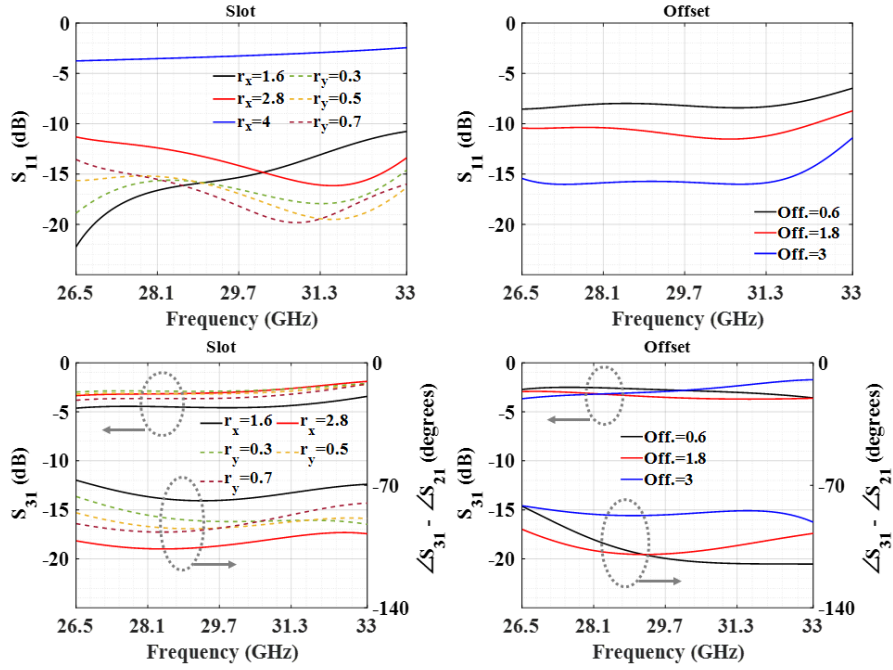 Slot
0
-5
-10
-15
-20
S11 (dB)
rx=1.6 ry=0.3
rx=2.8 ry=0.5
rx=4 ry=0.7
26.5 28.1 29.7 31.3 33
Frequency (GHz)
Offset
0
-5
-10
-15
-20
S11 (dB)
Off.=0.6
Off.=1.8
Off.=3
26.5 28.1 29.7 31.3 33
Frequency (GHz)
Slot
0
-5
-10
-15
-20
S31 (dB)
rx=1.6 rx=2.8
ry=0.3 ry=0.5
ry=0.7
0
-70
-140
∠S31 - ∠S21 (degrees)
26.5 28.1 29.7 31.3 33
Frequency (GHz)
Offset
0
-5
-10
-15
-20
S31 (dB)
Off.=0.6
Off.=1.8
Off.=3
0
-70
-140
∠S31 - ∠S21 (degrees)
26.5 28.1 29.7 31.3 33
Frequency (GHz)